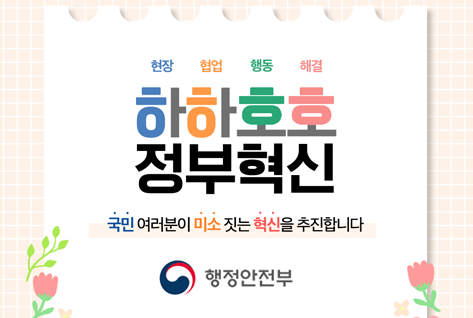 현장 협업 행동 해결
하하호호
정부혁신
국민 여러분이 미소 짓는 혁신을 추진합니다
행정안전부